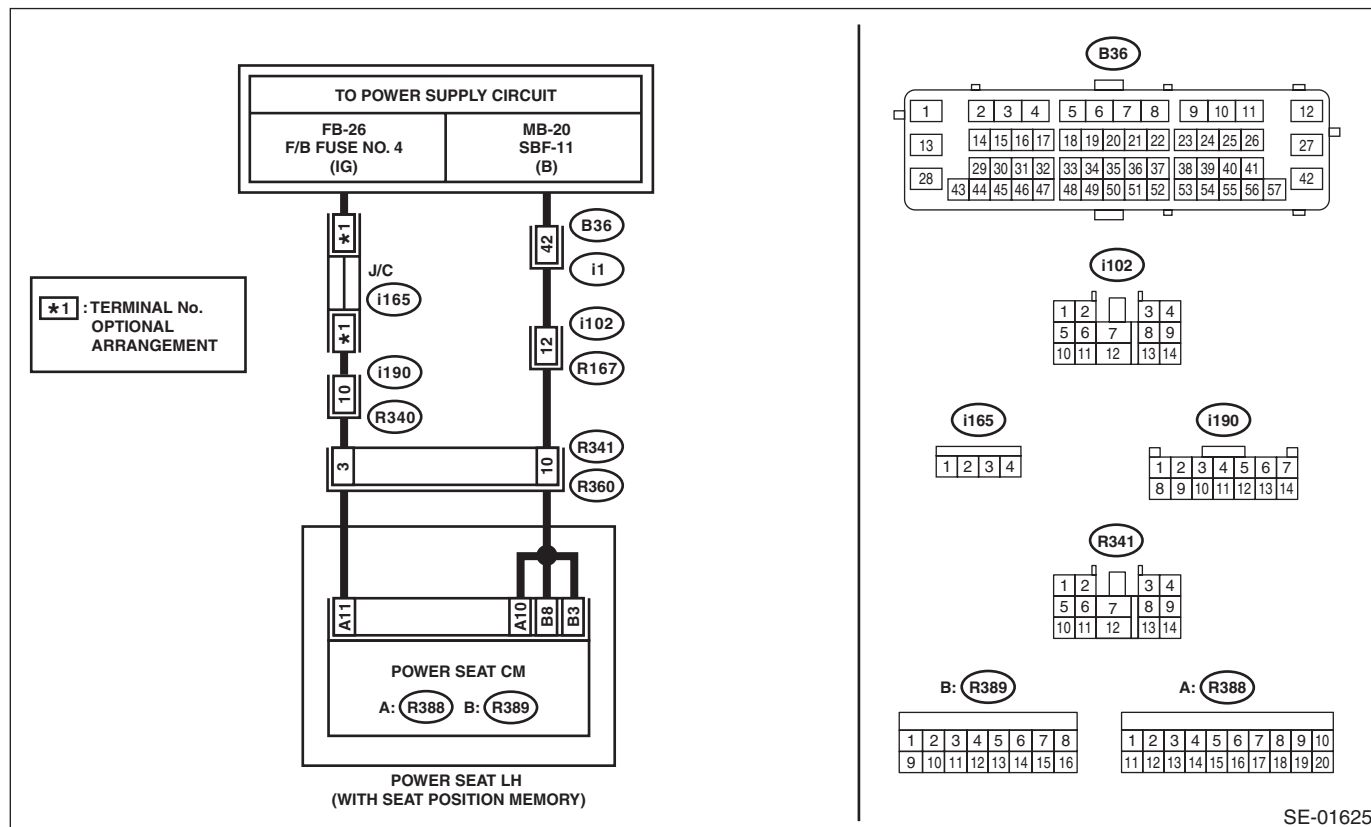 TO POWER SUPPLY CIRCUIT
FB-26
F/B FUSE NO. 4
(IG)
MB-20
SBF-11
(B)
*1
J/C
i165
*1
10
i190
R340
42
B36
i1
12
i102
R167
*1 : TERMINAL No.
OPTIONAL
ARRANGEMENT
3
10
R341
R360
A11
A10
B8
B3
POWER SEAT CM
A: R388 B: R389
POWER SEAT LH
(WITH SEAT POSITION MEMORY)
B36
1 2 3 4 5 6 7 8 9 10 11 12
13 14 15 16 17 18 19 20 21 22 23 24 25 26 27
28 29 30 31 32 33 34 35 36 37 38 39 40 41 42
43 44 45 46 47 48 49 50 51 52 53 54 55 56 57
i102
1 2 3 4
5 6 7 8 9
10 11 12 13 14
i165
1 2 3 4
i190
1 2 3 4 5 6 7
8 9 10 11 12 13 14
R341
1 2 3 4
5 6 7 8 9
10 11 12 13 14
B: R389
1 2 3 4 5 6 7 8
9 10 11 12 13 14 15 16
A: R388
1 2 3 4 5 6 7 8 9 10
11 12 13 14 15 16 17 18 19 20
SE-01625